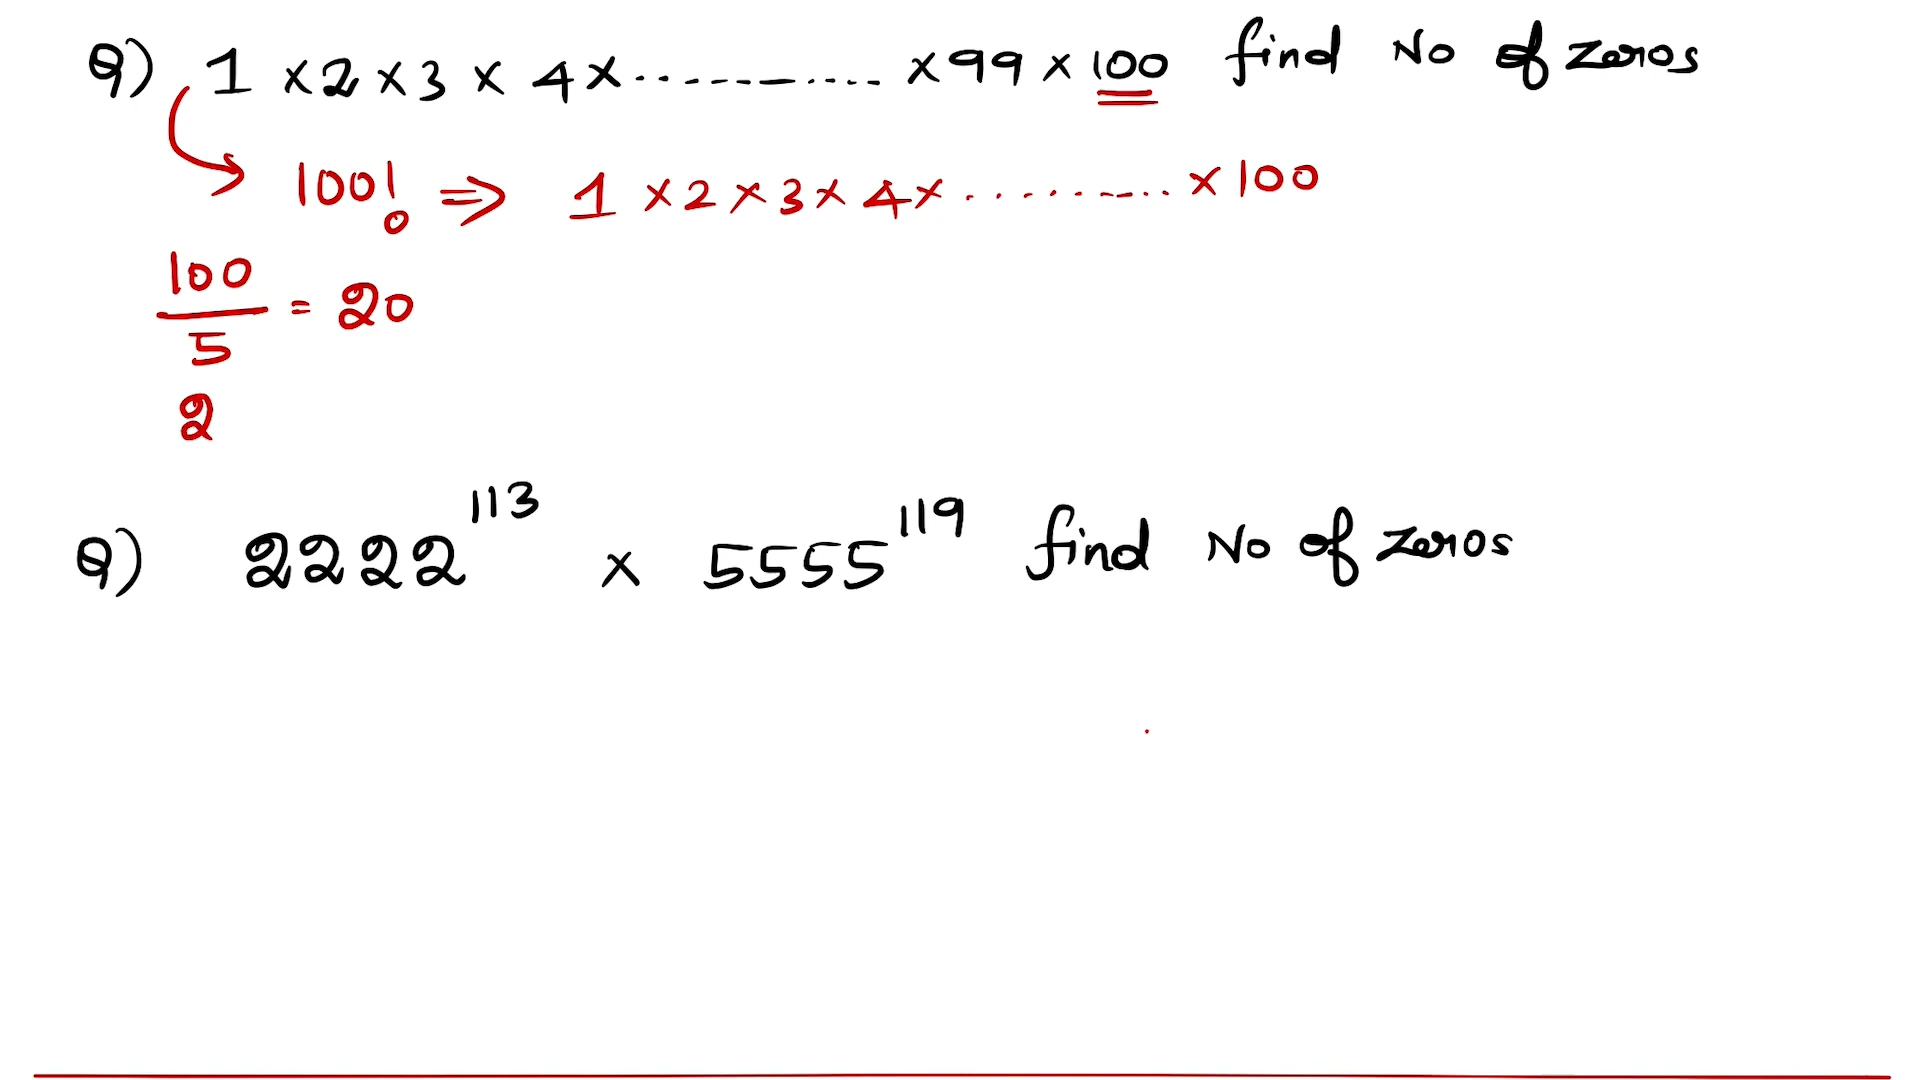 Q) 1 × 2 × 3 × 4 × ............ × 99 × 100 find No of zeros
100! ⇒ 1 × 2 × 3 × 4 × ........... × 100
100/5 = 20
2
Q) 2222^113 × 5555^119 find No of zeros